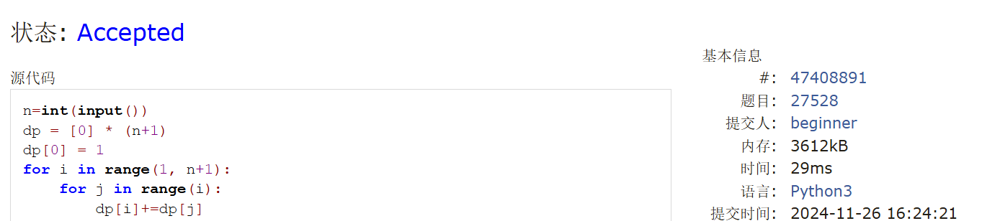 状态: Accepted
源代码
n=int(input())
dp = [0] * (n+1)
dp[0] = 1
for i in range(1, n+1):
    for j in range(i):
        dp[i]+=dp[j]
基本信息
#: 47408891
题目: 27528
提交人: beginner
内存: 3612kB
时间: 29ms
语言: Python3
提交时间: 2024-11-26 16:24:21